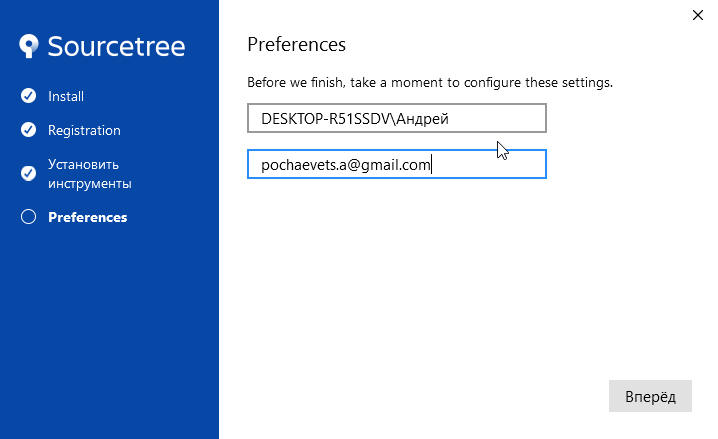 Sourcetree
Install
Registration
Установить
инструменты
Preferences
Preferences
Before we finish, take a moment to configure these settings.
DESKTOP-R51SSDV\Андрей
pochaevets.a@gmail.com
Вперёд